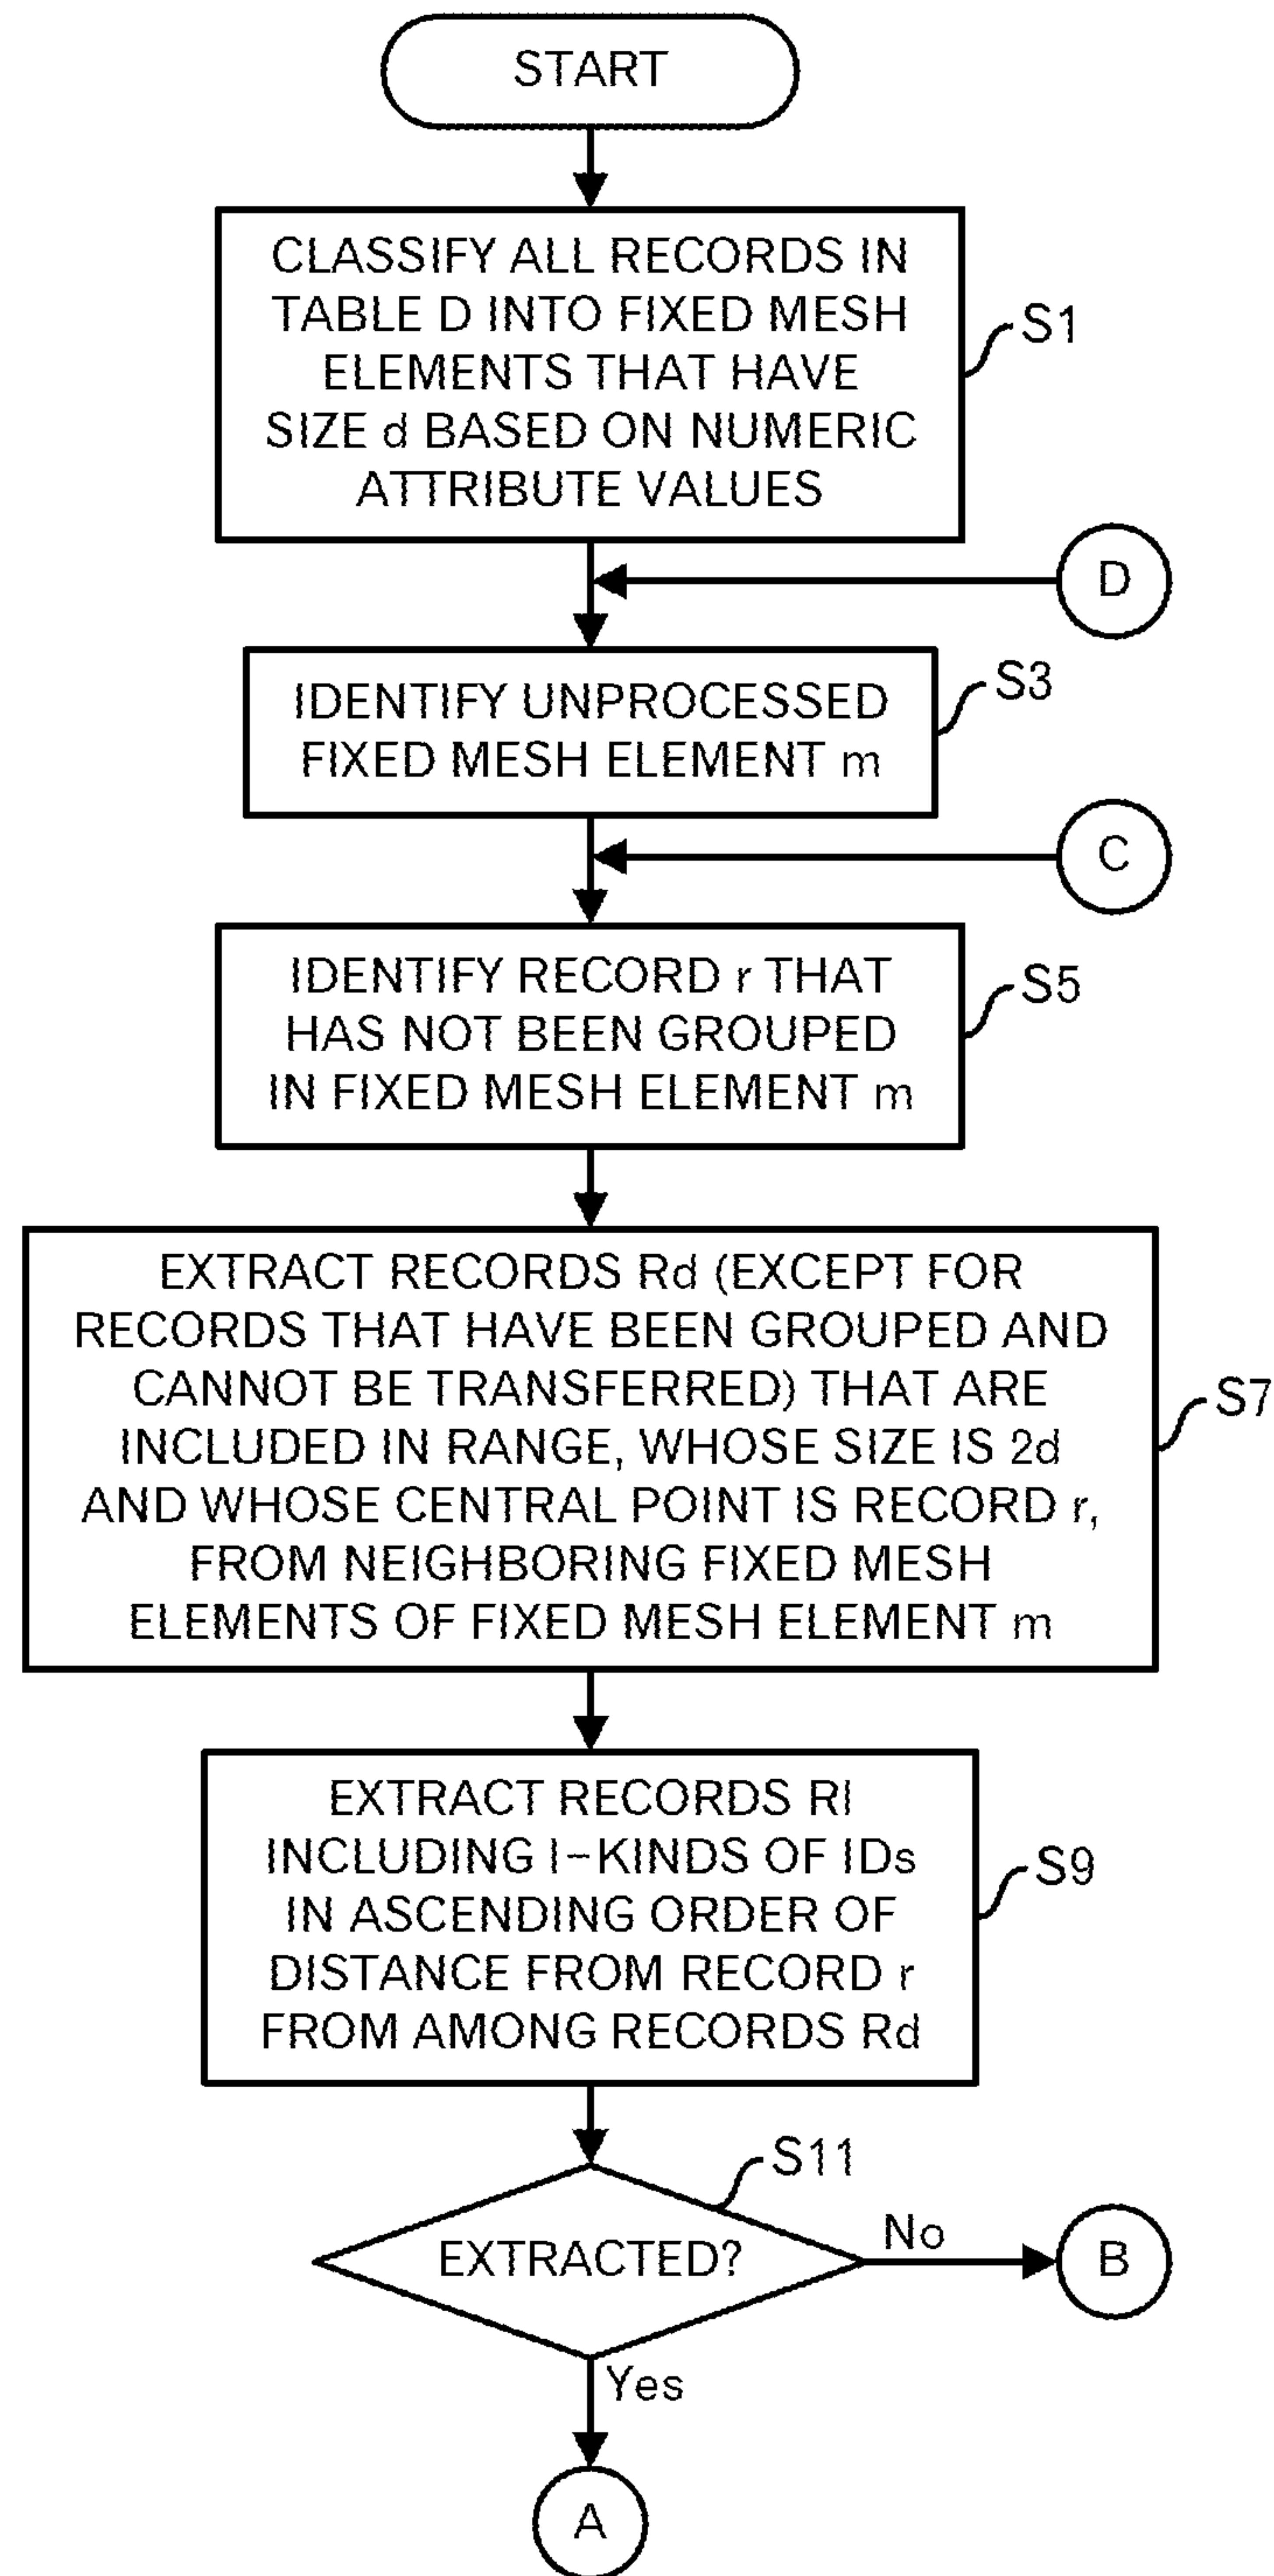 START
CLASSIFY ALL RECORDS IN
TABLE D INTO FIXED MESH
ELEMENTS THAT HAVE
SIZE d BASED ON NUMERIC
ATTRIBUTE VALUES
S1
D
IDENTIFY UNPROCESSED
FIXED MESH ELEMENT m
S3
C
IDENTIFY RECORD r THAT
HAS NOT BEEN GROUPED
IN FIXED MESH ELEMENT m
S5
EXTRACT RECORDS Rd (EXCEPT FOR
RECORDS THAT HAVE BEEN GROUPED AND
CANNOT BE TRANSFERRED) THAT ARE
INCLUDED IN RANGE, WHOSE SIZE IS 2d
AND WHOSE CENTRAL POINT IS RECORD r,
FROM NEIGHBORING FIXED MESH
ELEMENTS OF FIXED MESH ELEMENT m
S7
EXTRACT RECORDS Rl
INCLUDING l-KINDS OF IDs
IN ASCENDING ORDER OF
DISTANCE FROM RECORD r
FROM AMONG RECORDS Rd
S9
S11
EXTRACTED?
No
B
Yes
A